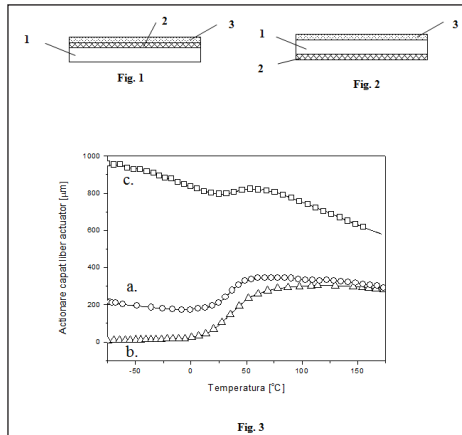 2
3
1
Fig. 1
3
1
2
Fig. 2
1000
800
600
400
200
0
c.
a.
b.
Actionare capat liber actuator [µm]
-50 0 50 100 150
Temperatura [°C]
Fig. 3